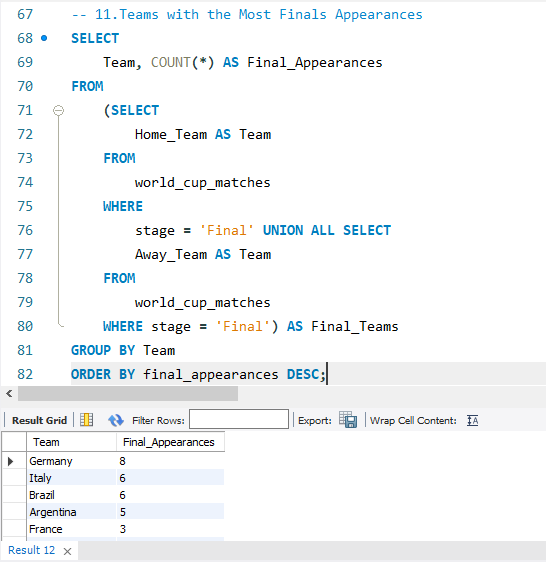 67 -- 11.Teams with the Most Finals Appearances
68 SELECT
69 Team, COUNT(*) AS Final_Appearances
70 FROM
71 (SELECT
72 Home_Team AS Team
73 FROM
74 world_cup_matches
75 WHERE
76 stage = 'Final' UNION ALL SELECT
77 Away_Team AS Team
78 FROM
79 world_cup_matches
80 WHERE stage = 'Final') AS Final_Teams
81 GROUP BY Team
82 ORDER BY final_appearances DESC;
Result Grid Filter Rows: Export: Wrap Cell Content: IA
Team Final_Appearances
Germany 8
Italy 6
Brazil 6
Argentina 5
France 3
Result 12 ×